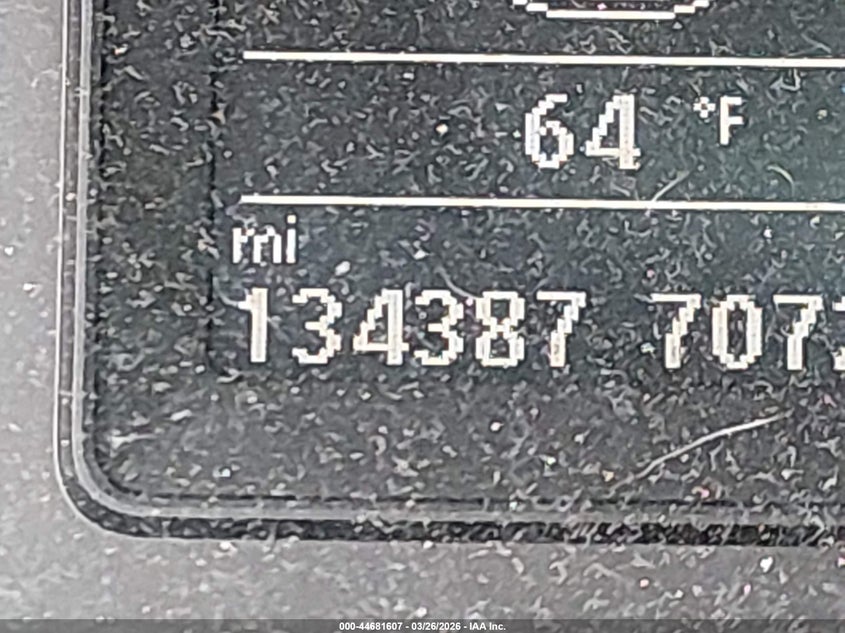 64 °F
mi
134387 707
000-44681607 - 03/26/2026 - IAA Inc.